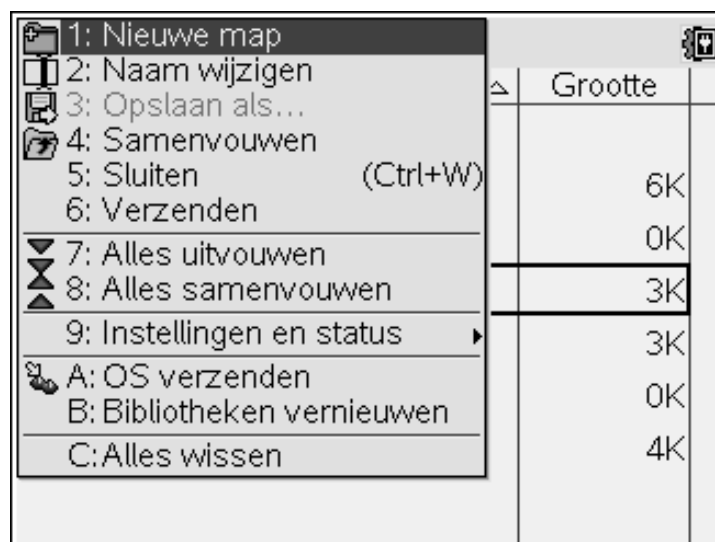 1: Nieuwe map
2: Naam wijzigen
3: Opslaan als...
4: Samenvouwen
5: Sluiten (Ctrl+W)
6: Verzenden
7: Alles uitvouwen
8: Alles samenvouwen
9: Instellingen en status
A: OS verzenden
B: Bibliotheken vernieuwen
C: Alles wissen
Grootte
6K
0K
3K
3K
0K
4K